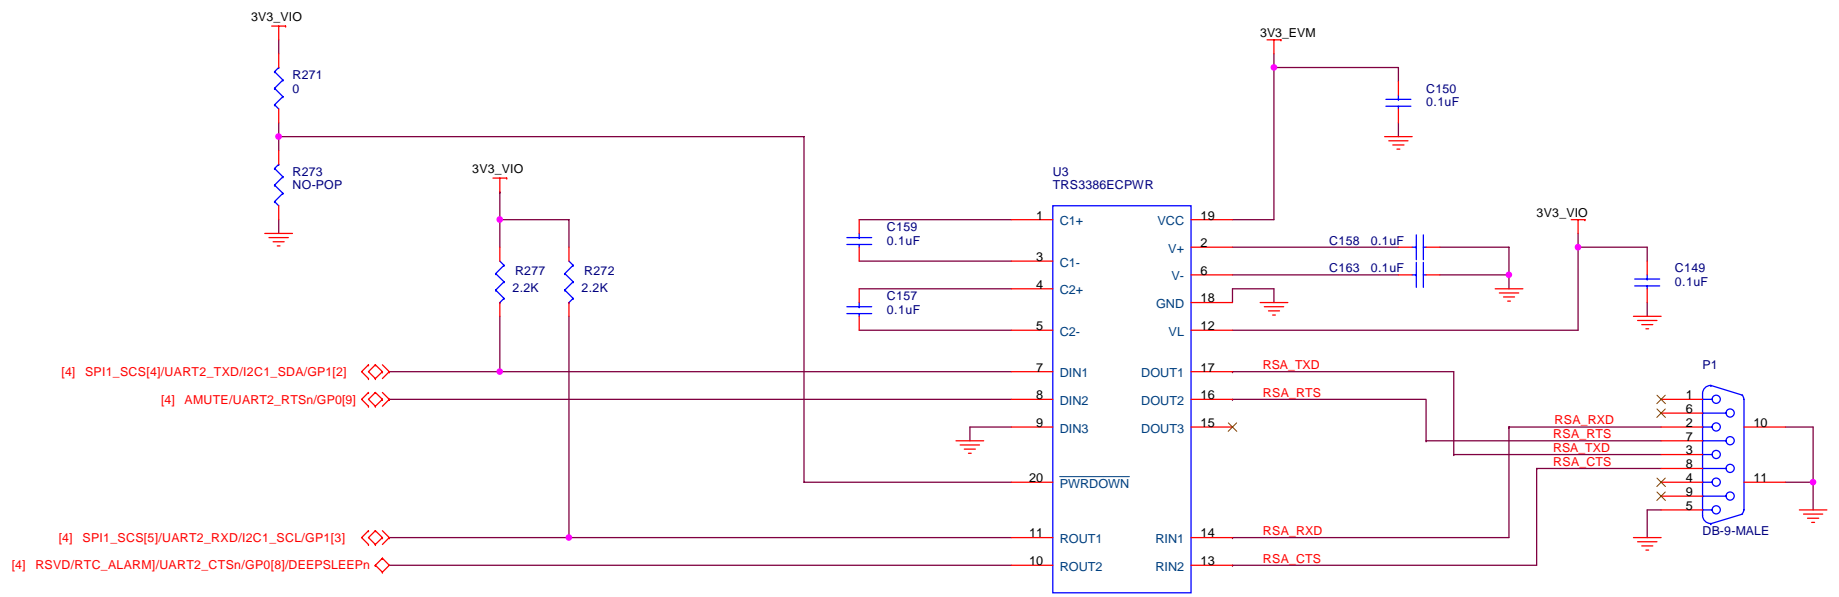 3V3_VIO
R271
0
R273
NO-POP
3V3_VIO
R277
2.2K
R272
2.2K
3V3_EVM
C150
0.1uF
U3
TRS3386ECPWR
C159
0.1uF
C157
0.1uF
1 C1+
3 C1-
4 C2+
5 C2-
7 DIN1
8 DIN2
9 DIN3
20 PWRDOWN
11 ROUT1
10 ROUT2
VCC 19
V+ 2
V- 6
GND 18
VL 12
DOUT1 17
DOUT2 16
DOUT3 15
RIN1 14
RIN2 13
C158 0.1uF
C163 0.1uF
3V3_VIO
C149
0.1uF
[4] SPI1_SCS[4]/UART2_TXD/I2C1_SDA/GP1[2]
[4] AMUTE/UART2_RTSn/GP0[9]
[4] SPI1_SCS[5]/UART2_RXD/I2C1_SCL/GP1[3]
[4] RSVD/RTC_ALARM]/UART2_CTSn/GP0[8]/DEEPSLEEPn
RSA_TXD
RSA_RTS
RSA_RXD
RSA_CTS
P1
1
6
RSA_RXD 2
RSA_RTS 7
RSA_TXD 3
RSA_CTS 8
4
9
5
10
11
DB-9-MALE